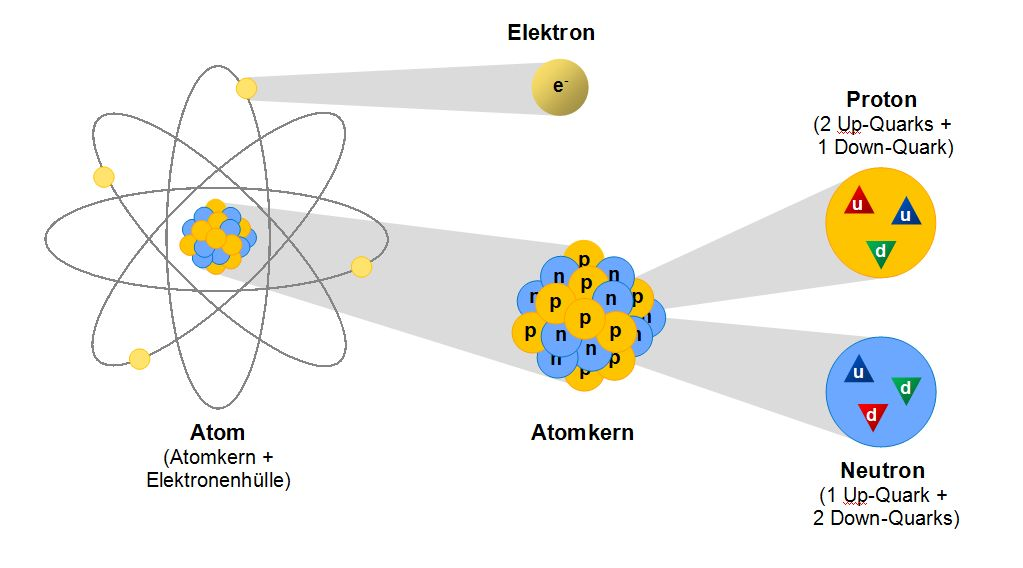 Elektron
e-
Proton
(2 Up-Quarks +
1 Down-Quark)
u
u
d
p
n
p
n
n
p
n
p
n
p
p
n
p
n
n
n
p
p
u
d
d
Atom
(Atomkern +
Elektronenhülle)
Atomkern
Neutron
(1 Up-Quark +
2 Down-Quarks)